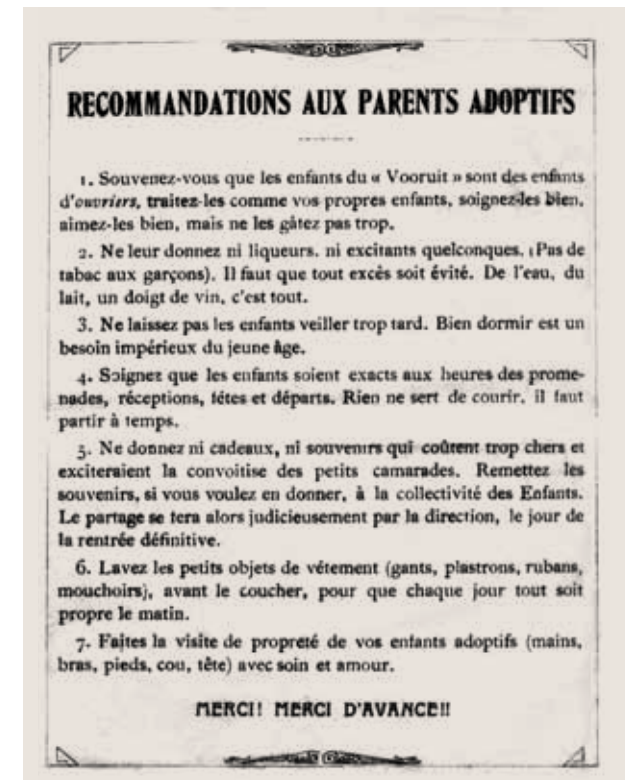 RECOMMANDATIONS AUX PARENTS ADOPTIFS
1. Souvenez-vous que les enfants du « Vooruit » sont des enfants
d'ouvriers, traitez-les comme vos propres enfants, soignez-les bien,
aimez-les bien, mais ne les gâtez pas trop.
2. Ne leur donnez ni liqueurs, ni excitants quelconques. (Pas de
tabac aux garçons). Il faut que tout excès soit évité. De l'eau, du
lait, un doigt de vin, c'est tout.
3. Ne laissez pas les enfants veiller trop tard. Bien dormir est un
besoin impérieux du jeune âge.
4. Soignez que les enfants soient exacts aux heures des prome-
nades, réceptions, fêtes et départs. Rien ne sert de courir, il faut
partir à temps.
5. Ne donnez ni cadeaux, ni souvenirs qui coûtent trop chers et
exciteraient la convoitise des petits camarades. Remettez les
souvenirs, si vous voulez en donner, à la collectivité des Enfants.
Le partage se fera alors judicieusement par la direction, le jour de
la rentrée définitive.
6. Lavez les petits objets de vêtement (gants, plastrons, rubans,
mouchoirs), avant le coucher, pour que chaque jour tout soit
propre le matin.
7. Faites la visite de propreté de vos enfants adoptifs (mains,
bras, pieds, cou, tête) avec soin et amour.
MERCI! MERCI D'AVANCE!!